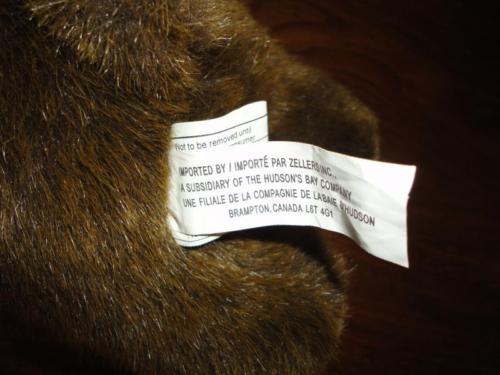 Not to be removed until
consumer
IMPORTED BY / IMPORTÉ PAR ZELLERS INC.,
A SUBSIDIARY OF THE HUDSON'S BAY COMPANY
UNE FILIALE DE LA COMPAGNIE DE LA BAIE D'HUDSON
BRAMPTON, CANADA L6T 4G1